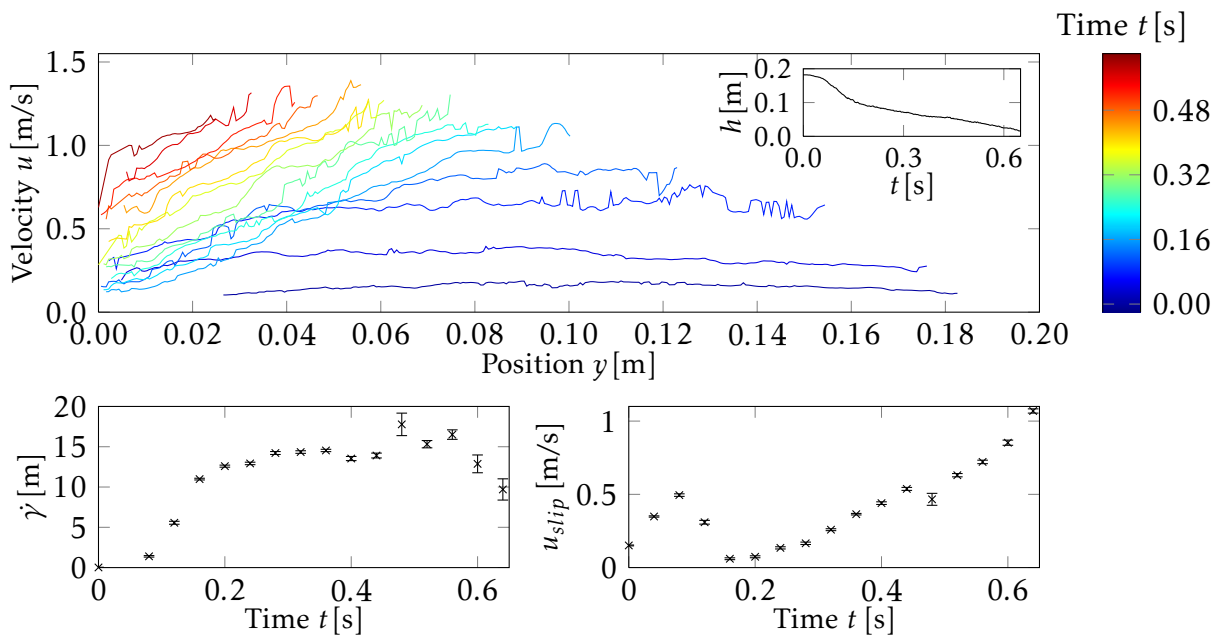 Time t [s]
1.5
1.0
0.5
0.0
Velocity u [m/s]
0.00 0.02 0.04 0.06 0.08 0.10 0.12 0.14 0.16 0.18 0.20
Position y [m]
0.2
0.1
0.0
h [m]
0.0 0.3 0.6
t [s]
0.48
0.32
0.16
0.00
20
15
10
5
0
γ̇ [m]
0 0.2 0.4 0.6
Time t [s]
1
0.5
0
u_slip [m/s]
0 0.2 0.4 0.6
Time t [s]